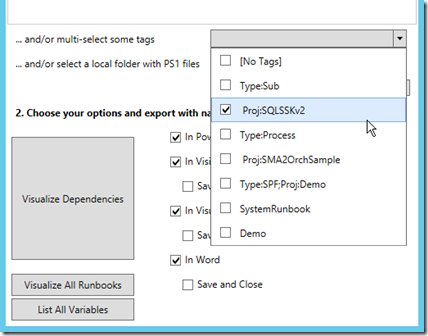 ... and/or multi-select some tags
... and/or select a local folder with PS1 files
[No Tags]
Type:Sub
Proj:SQLSSKv2
Type:Process
Proj:SMA2OrchSample
Type:SPF;Proj:Demo
SystemRunbook
Demo
2. Choose your options and export with na
Visualize Dependencies
In Pow
In Visi
Sav
In Visu
Sav
In Word
Save and Close
Visualize All Runbooks
List All Variables